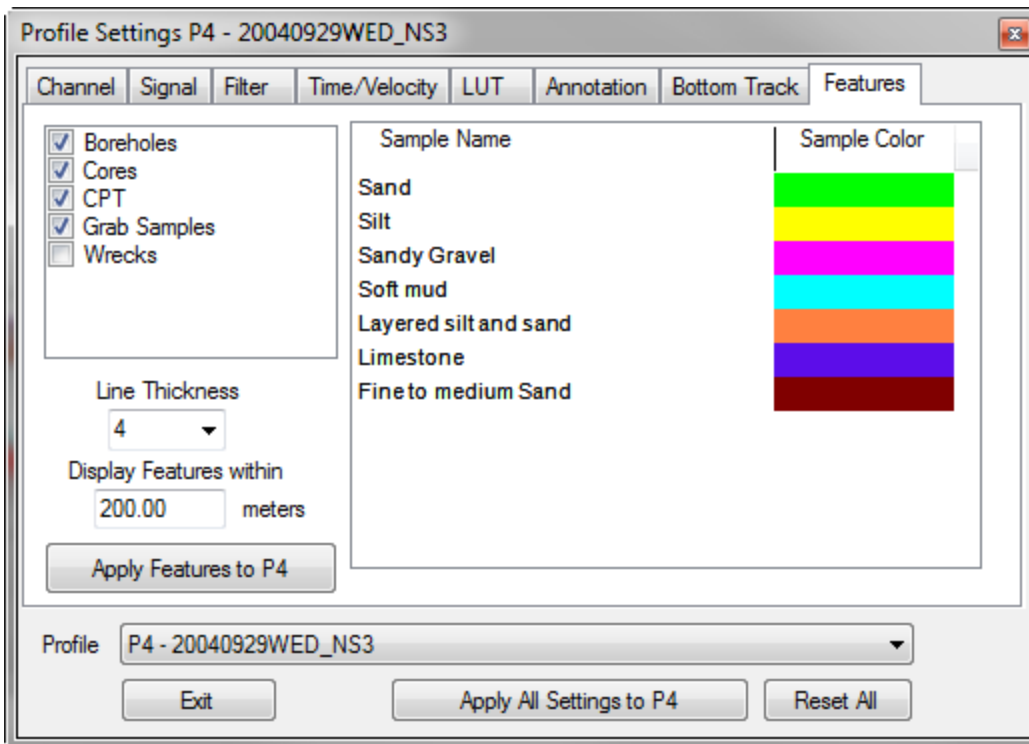 Profile Settings P4 - 20040929WED_NS3
Channel Signal Filter Time/Velocity LUT Annotation Bottom Track Features
Boreholes
Cores
CPT
Grab Samples
Wrecks
Line Thickness
4
Display Features within
200.00 meters
Apply Features to P4
Sample Name Sample Color
Sand
Silt
Sandy Gravel
Soft mud
Layered silt and sand
Limestone
Fine to medium Sand
Profile P4 - 20040929WED_NS3
Exit Apply All Settings to P4 Reset All